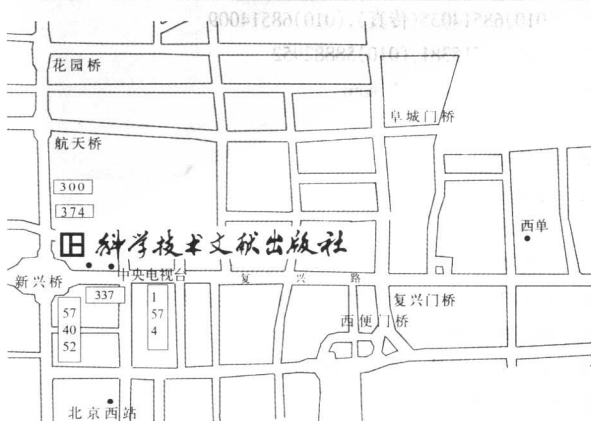 花园桥
阜城门桥
航天桥
300
374
科学技术文献出版社
西单
中央电视台
复兴路
新兴桥
337
1
57
4
57
40
52
复兴门桥
西便门桥
北京西站